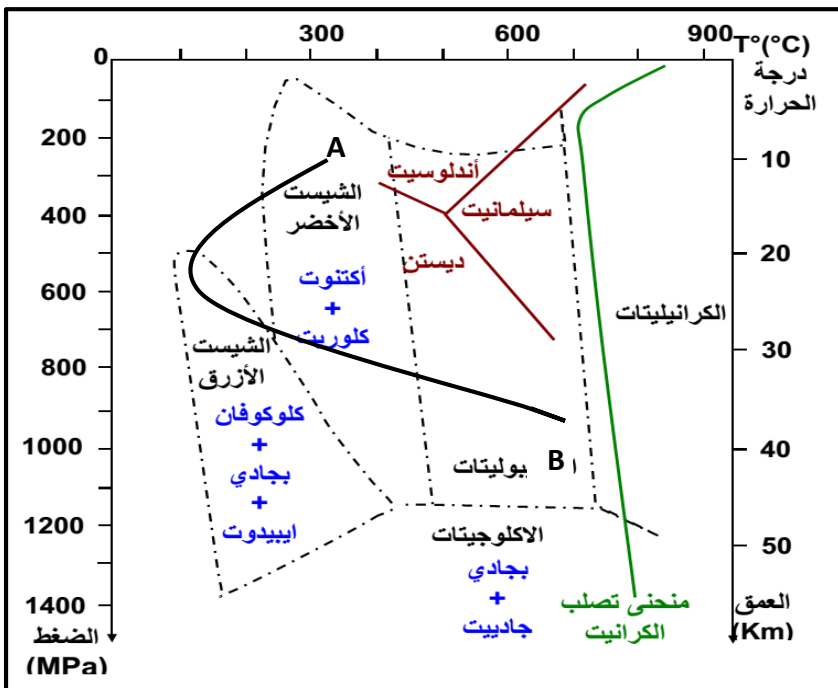 300 600 900 T°(°C)
0 درجة
الحرارة
200 A 10
أندلوسيت
الشيست
الأخضر
سيلمانيت
400 20
ديستن
أكتنوت
+
كلوريت
600 الكرانيليتات
الشيست
الأزرق
30
800
كلوكوفان
+
بجادي
+
ايبيدوت
1000 40
B بوليتات
1200
الاكلوجيتات
50
بجادي
+
جادييت
1400
منحنى تصلب
الكرانيت
العمق
(Km)
الضغط
(MPa)